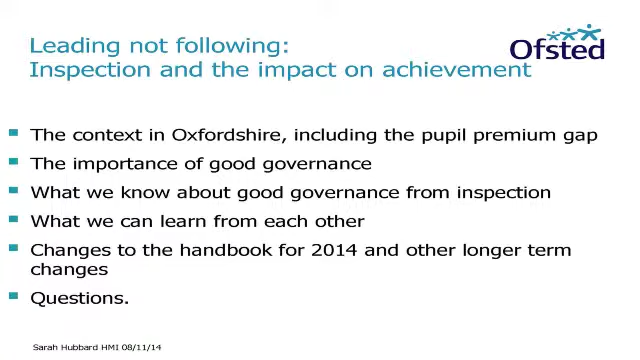 Leading not following:
Inspection and the impact on achievement
Ofsted
The context in Oxfordshire, including the pupil premium gap
The importance of good governance
What we know about good governance from inspection
What we can learn from each other
Changes to the handbook for 2014 and other longer term
changes
Questions.
Sarah Hubbard HMI 08/11/14